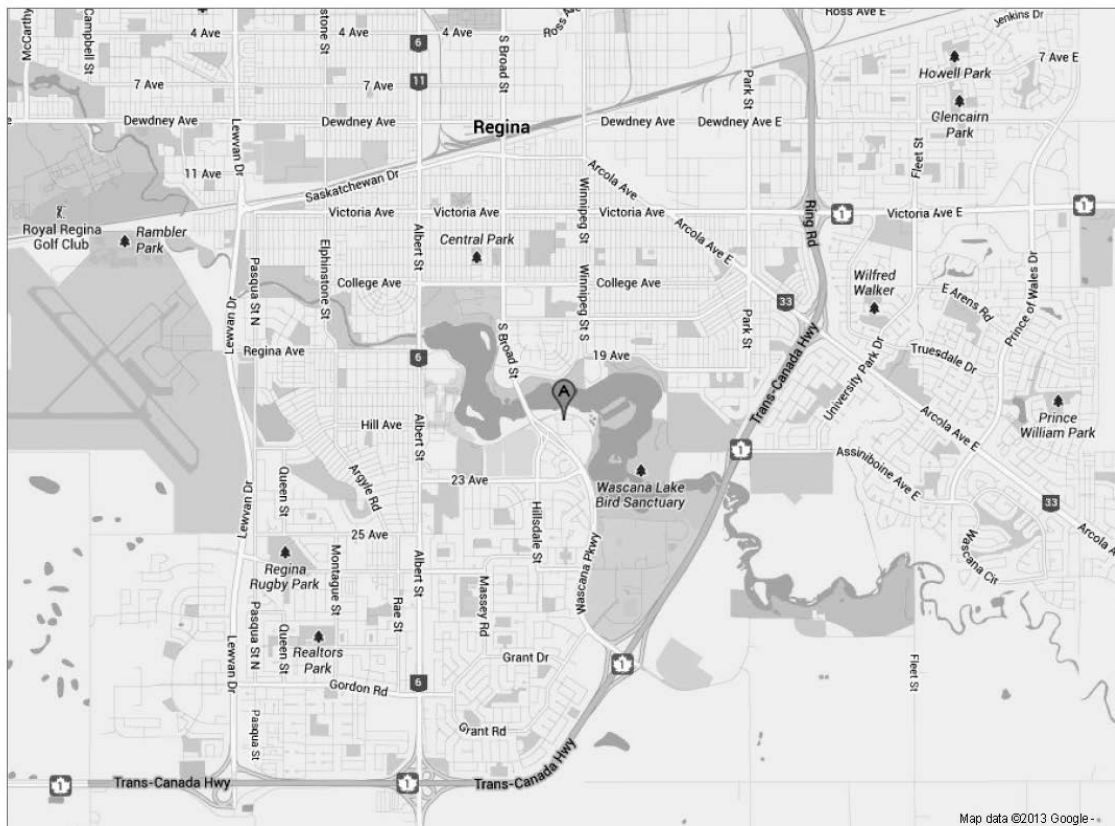 McCarthy
Campbell St
4 Ave
stone St
4 Ave
6
4 Ave
S Broad St
Ross Av
Ross Ave E
Jenkins Dr
7 Ave
7 Ave
11
Park St
Howell Park
7 Ave E
Glencairn
Park
Dewdney Ave
Dewdney Ave
Regina
Dewdney Ave
Dewdney Ave E
Lewvan Dr
Fleet St
11 Ave
Saskatchewan Dr
Arcola Ave
Winnipeg St
Victoria Ave
Victoria Ave
Victoria Ave
1
Victoria Ave E
1
Royal Regina
Golf Club
Rambler
Park
Elphinstone St
Albert St
Central Park
Arcola Ave E
Ring Rd
Pasqua St N
College Ave
Winnipeg St S
College Ave
Wilfred
Walker
E Arens Rd
Prince of Wales Dr
33
Lewvan Dr
S Broad St
Park St
Regina Ave
6
19 Ave
Trans-Canada Hwy
University Park Dr
Truesdale Dr
A
Hill Ave
Albert St
Arcola Ave E
Prince
William Park
1
Assiniboine Ave E
Queen St
Argyle Rd
23 Ave
Wascana Lake
Bird Sanctuary
Lewvan Dr
Hillsdale St
33
25 Ave
Wascana Cit
Arcola A
Regina
Rugby Park
Montague St
Albert St
Massey Rd
Wascana Pkwy
Rae St
Pasqua St N
Queen St
Realtors
Park
Lewvan Dr
Grant Dr
1
Fleet St
Gordon Rd
6
Pasqua St
Grant Rd
Trans-Canada Hwy
1
Trans-Canada Hwy
1
Trans-Canada Hwy
Map data ©2013 Google -